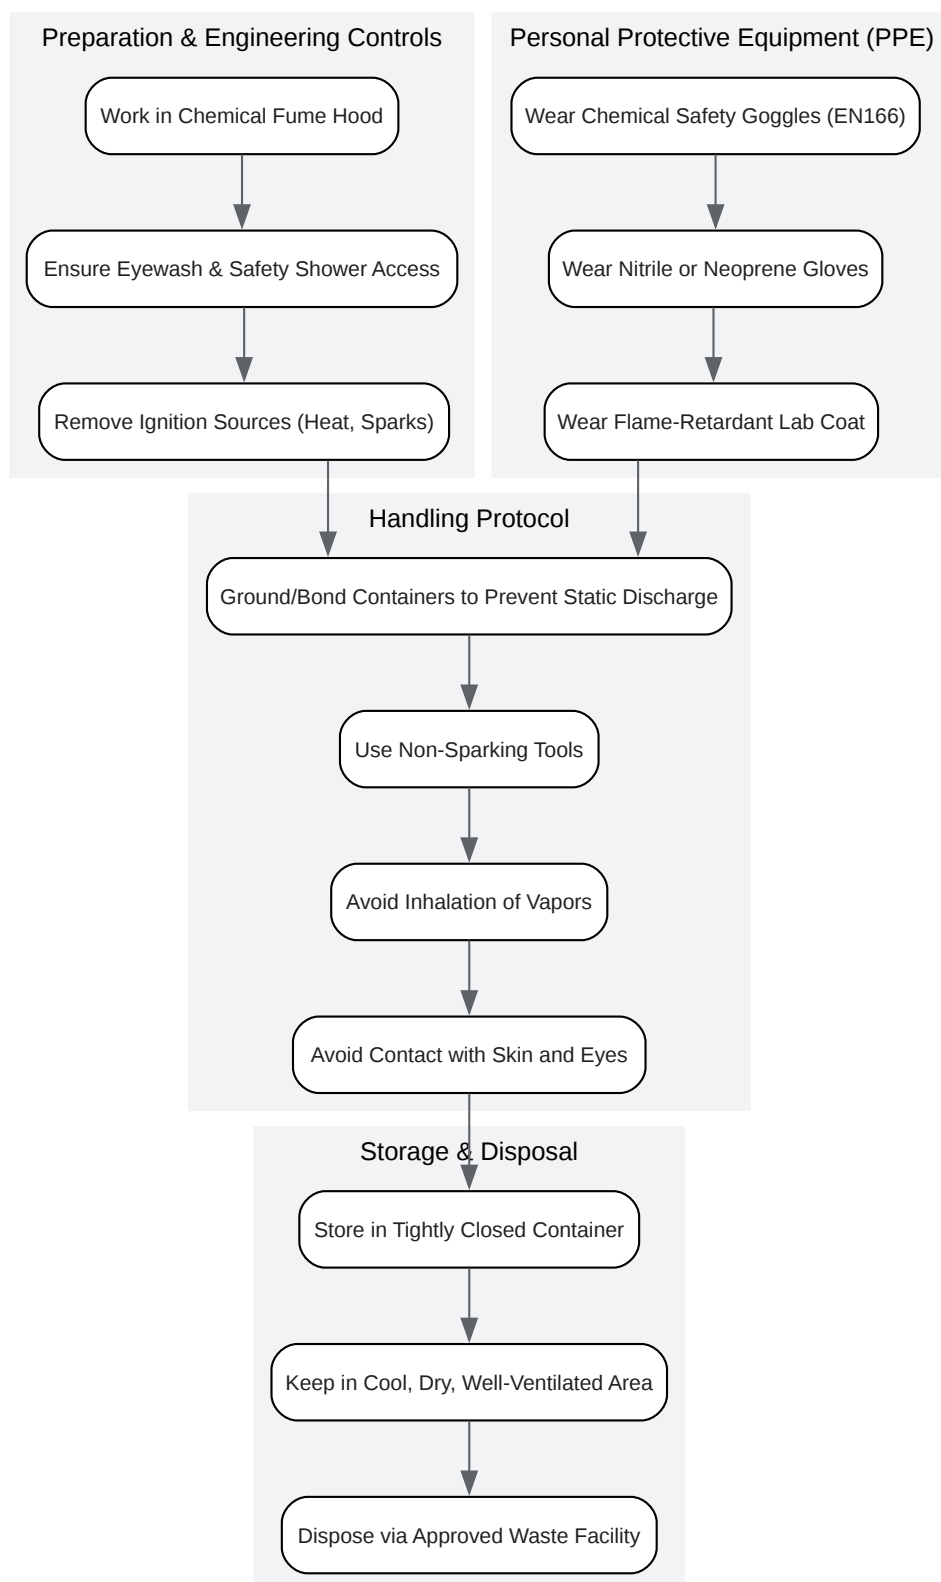 Preparation & Engineering Controls
Work in Chemical Fume Hood
Ensure Eyewash & Safety Shower Access
Remove Ignition Sources (Heat, Sparks)
Personal Protective Equipment (PPE)
Wear Chemical Safety Goggles (EN166)
Wear Nitrile or Neoprene Gloves
Wear Flame-Retardant Lab Coat
Handling Protocol
Ground/Bond Containers to Prevent Static Discharge
Use Non-Sparking Tools
Avoid Inhalation of Vapors
Avoid Contact with Skin and Eyes
Storage & Disposal
Store in Tightly Closed Container
Keep in Cool, Dry, Well-Ventilated Area
Dispose via Approved Waste Facility